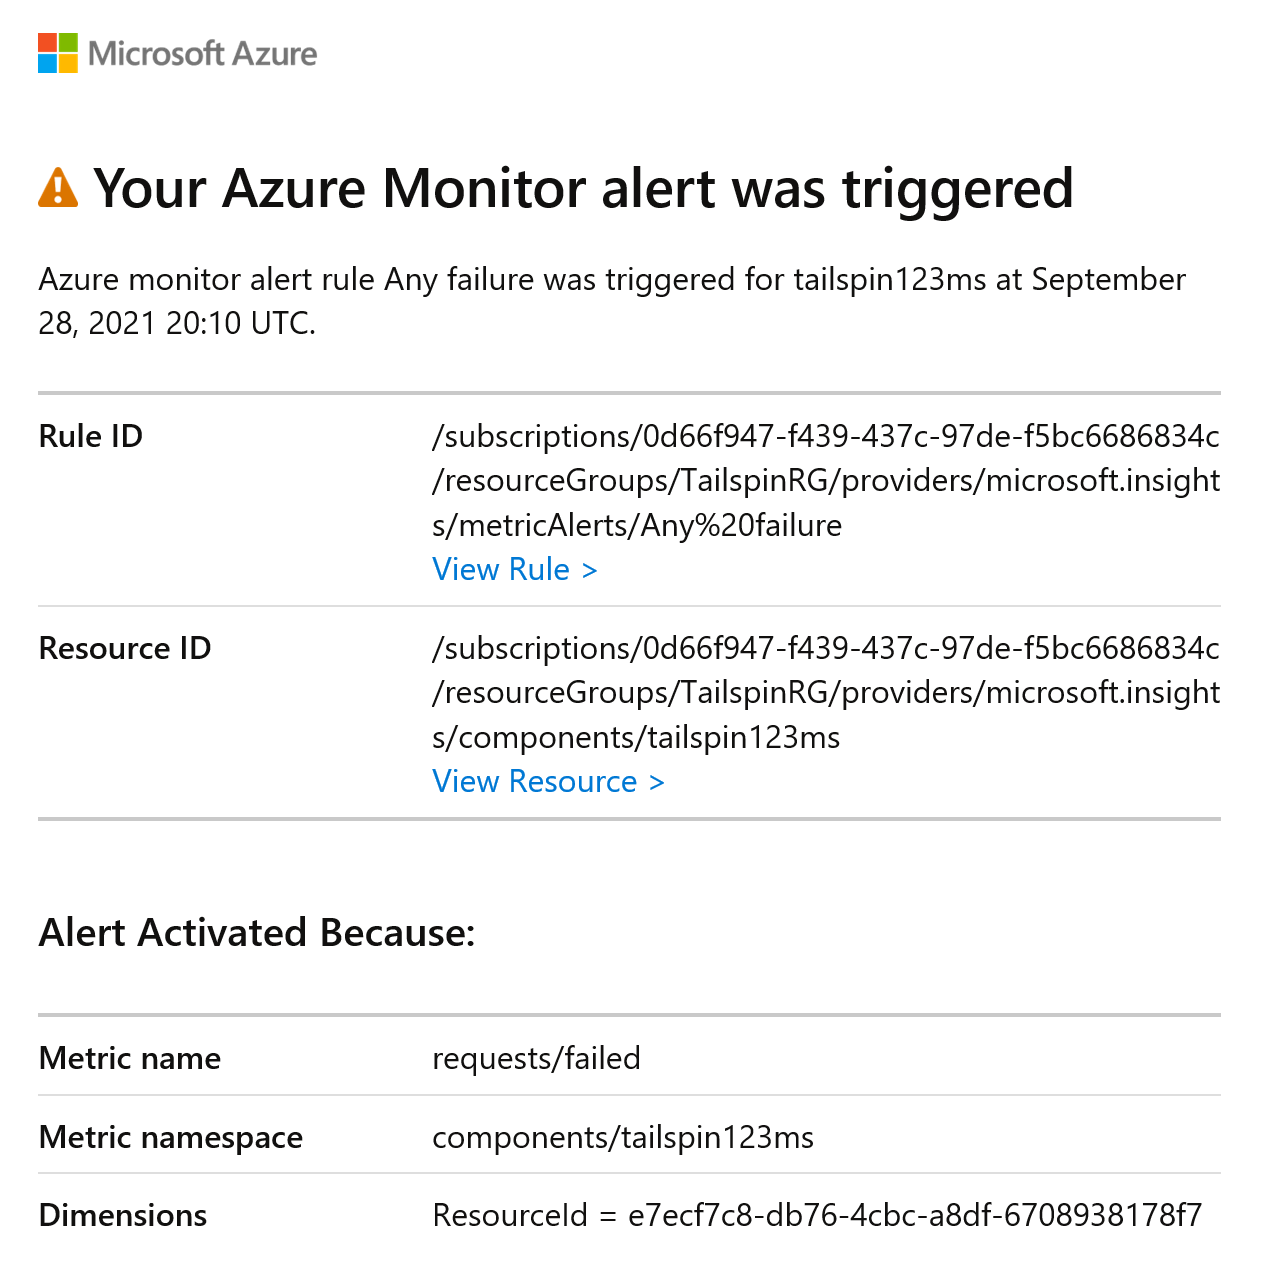 Microsoft Azure
Your Azure Monitor alert was triggered
Azure monitor alert rule Any failure was triggered for tailspin123ms at September
28, 2021 20:10 UTC.
Rule ID
/subscriptions/0d66f947-f439-437c-97de-f5bc6686834c
/resourceGroups/TailspinRG/providers/microsoft.insight
s/metricAlerts/Any%20failure
View Rule >
Resource ID
/subscriptions/0d66f947-f439-437c-97de-f5bc6686834c
/resourceGroups/TailspinRG/providers/microsoft.insight
s/components/tailspin123ms
View Resource >
Alert Activated Because:
Metric name
requests/failed
Metric namespace
components/tailspin123ms
Dimensions
ResourceId = e7ecf7c8-db76-4cbc-a8df-6708938178f7